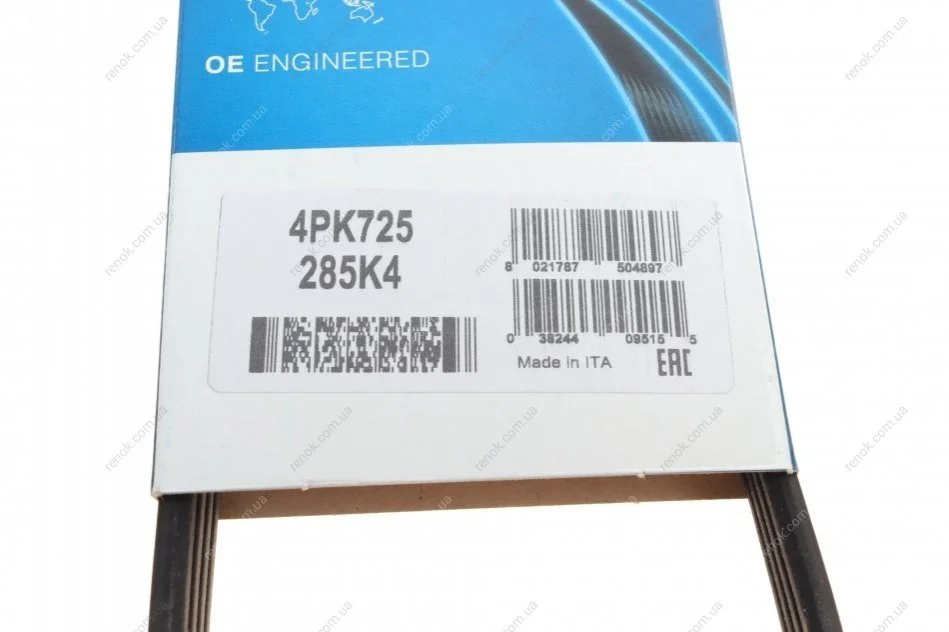 OE ENGINEERED
4PK725
285K4
8 021787 504897
0 38244 09515 5
Made in ITA
EAC
renok.com.ua